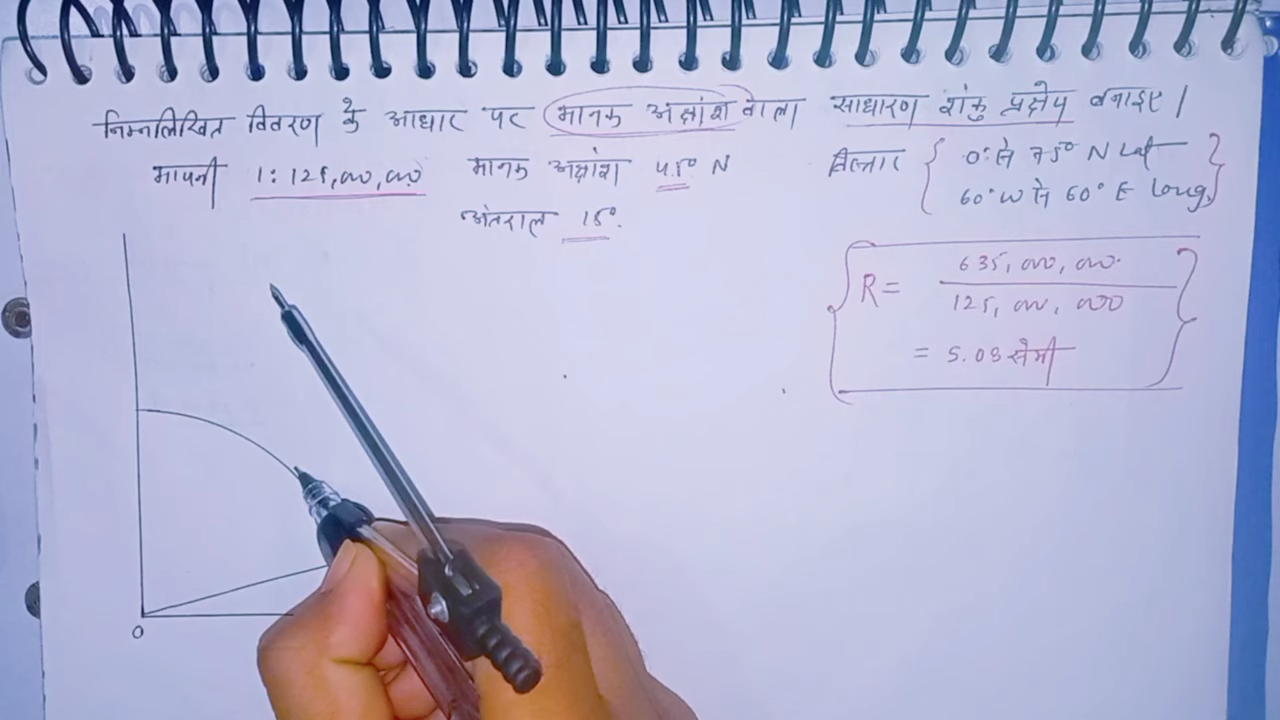 निम्नलिखित विवरण के आधार पर मानक अक्षांश वाला साधारण शंकु प्रक्षेप बनाइए।
मापनी 1: 125,000,000 मानक अक्षांश 45° N विस्तार { 0° से 75° N Lat
60° W से 60° E Long. }
अंतराल 15°.
R = 635,000,000
125,000,000
= 5.08 सेमी
0